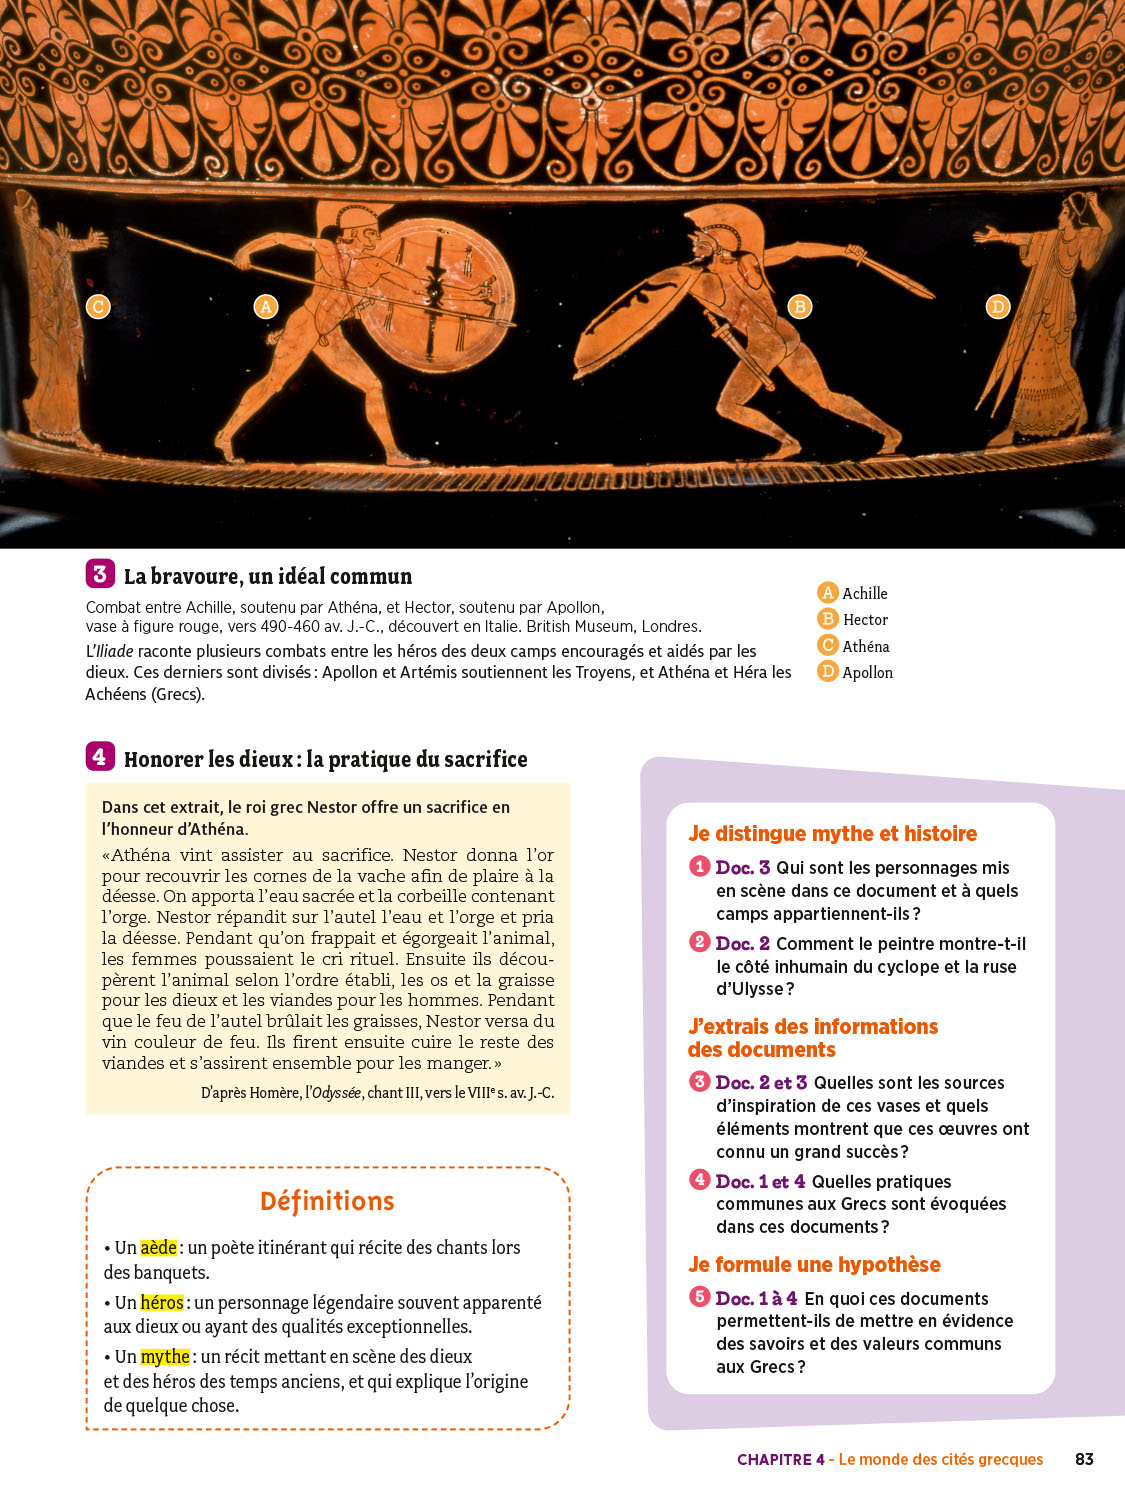 C
A
B
D
3 La bravoure, un idéal commun
Combat entre Achille, soutenu par Athéna, et Hector, soutenu par Apollon,
vase à figure rouge, vers 490-460 av. J.-C., découvert en Italie. British Museum, Londres.
L’Iliade raconte plusieurs combats entre les héros des deux camps encouragés et aidés par les
dieux. Ces derniers sont divisés : Apollon et Artémis soutiennent les Troyens, et Athéna et Héra les
Achéens (Grecs).
A Achille
B Hector
C Athéna
D Apollon
4 Honorer les dieux : la pratique du sacrifice
Dans cet extrait, le roi grec Nestor offre un sacrifice en
l’honneur d’Athéna.
« Athéna vint assister au sacrifice. Nestor donna l’or
pour recouvrir les cornes de la vache afin de plaire à la
déesse. On apporta l’eau sacrée et la corbeille contenant
l’orge. Nestor répandit sur l’autel l’eau et l’orge et pria
la déesse. Pendant qu’on frappait et égorgeait l’animal,
les femmes poussaient le cri rituel. Ensuite ils décou-
pèrent l’animal selon l’ordre établi, les os et la graisse
pour les dieux et les viandes pour les hommes. Pendant
que le feu de l’autel brûlait les graisses, Nestor versa du
vin couleur de feu. Ils firent ensuite cuire le reste des
viandes et s’assirent ensemble pour les manger. »
D’après Homère, l’Odyssée, chant III, vers le VIIIe s. av. J.-C.
Définitions
• Un aède : un poète itinérant qui récite des chants lors
des banquets.
• Un héros : un personnage légendaire souvent apparenté
aux dieux ou ayant des qualités exceptionnelles.
• Un mythe : un récit mettant en scène des dieux
et des héros des temps anciens, et qui explique l’origine
de quelque chose.
Je distingue mythe et histoire
1 Doc. 3 Qui sont les personnages mis
en scène dans ce document et à quels
camps appartiennent-ils ?
2 Doc. 2 Comment le peintre montre-t-il
le côté inhumain du cyclope et la ruse
d’Ulysse ?
J’extrais des informations
des documents
3 Doc. 2 et 3 Quelles sont les sources
d’inspiration de ces vases et quels
éléments montrent que ces œuvres ont
connu un grand succès ?
4 Doc. 1 et 4 Quelles pratiques
communes aux Grecs sont évoquées
dans ces documents ?
Je formule une hypothèse
5 Doc. 1 à 4 En quoi ces documents
permettent-ils de mettre en évidence
des savoirs et des valeurs communs
aux Grecs ?
CHAPITRE 4 - Le monde des cités grecques 83